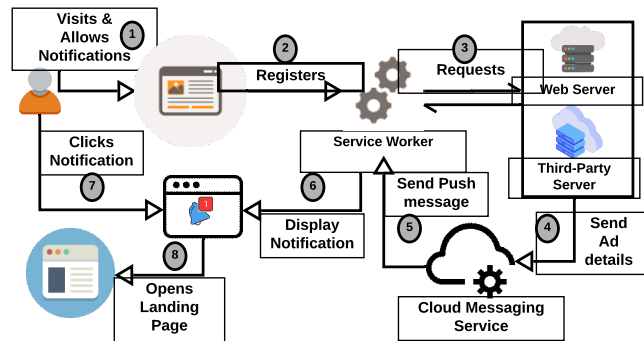 Visits &
Allows
Notifications
1
2
Registers
3
Requests
Web Server
Third-Party
Server
Service Worker
Clicks
Notification
7
6
Display
Notification
1
Send Push
message
5
4
Send
Ad
details
8
Opens
Landing
Page
Cloud Messaging
Service